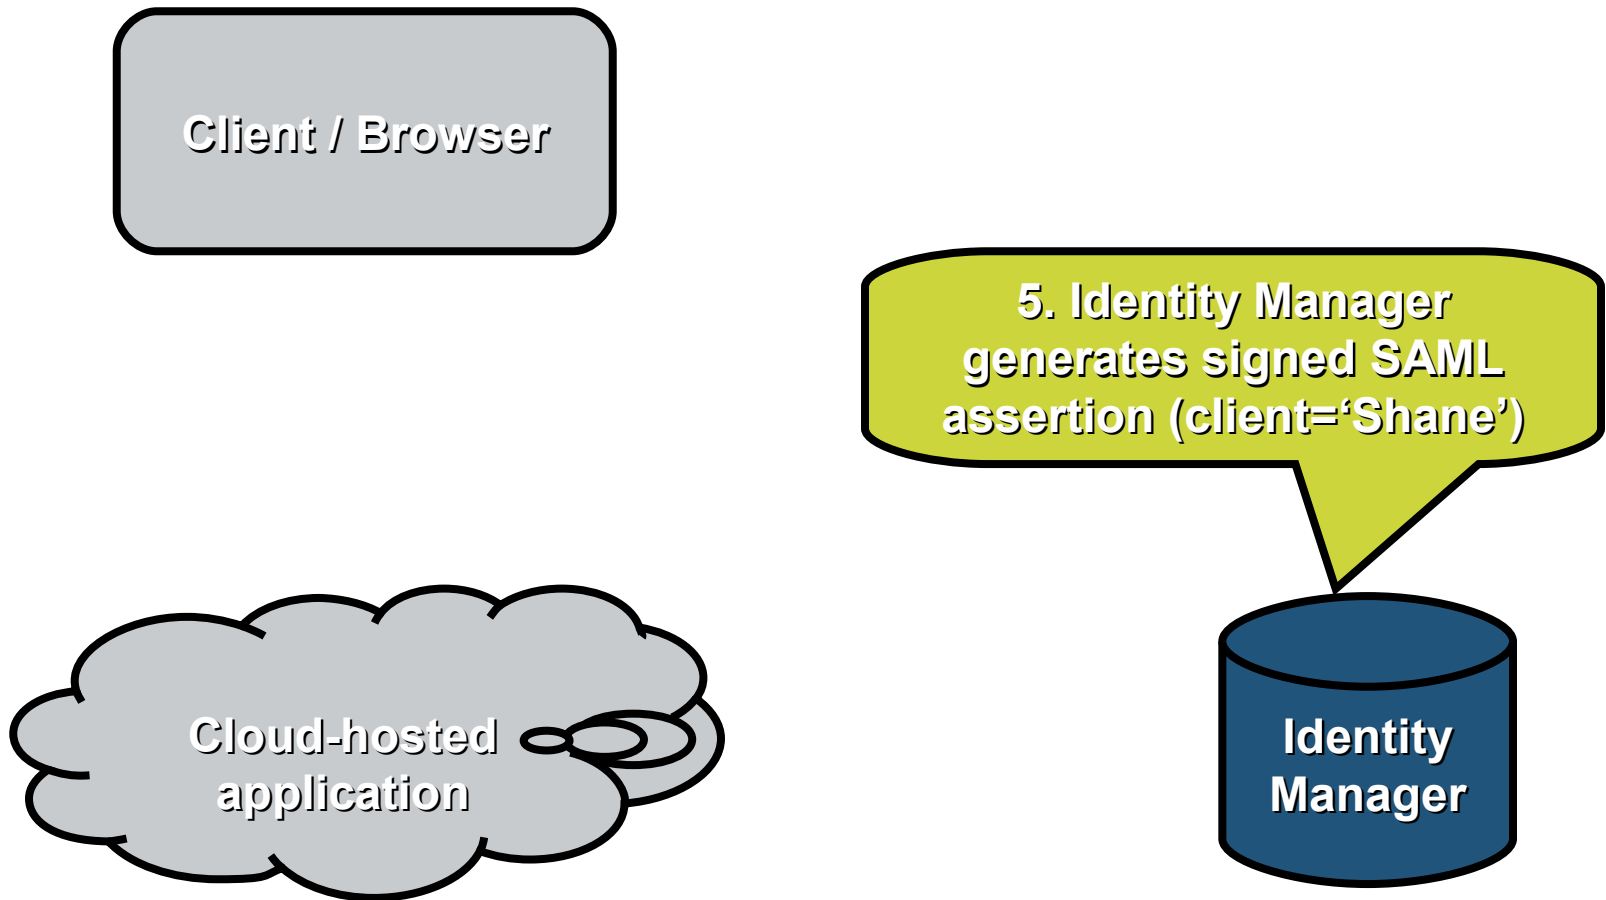 Client / Browser
5. Identity Manager
generates signed SAML
assertion (client=‘Shane’)
Cloud-hosted
application
Identity
Manager